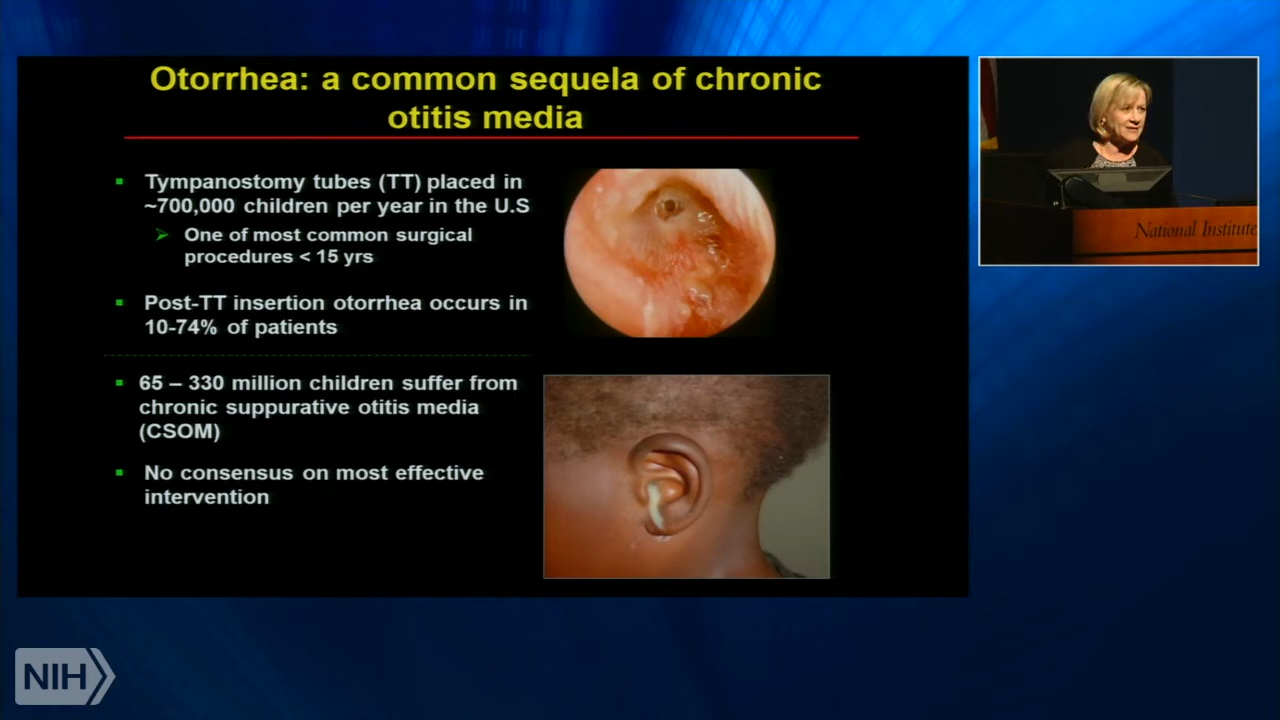 Otorrhea: a common sequela of chronic
otitis media
Tympanostomy tubes (TT) placed in
~700,000 children per year in the U.S
One of most common surgical
procedures < 15 yrs
Post-TT insertion otorrhea occurs in
10-74% of patients
65 – 330 million children suffer from
chronic suppurative otitis media
(CSOM)
No consensus on most effective
intervention
National Institute
NIH